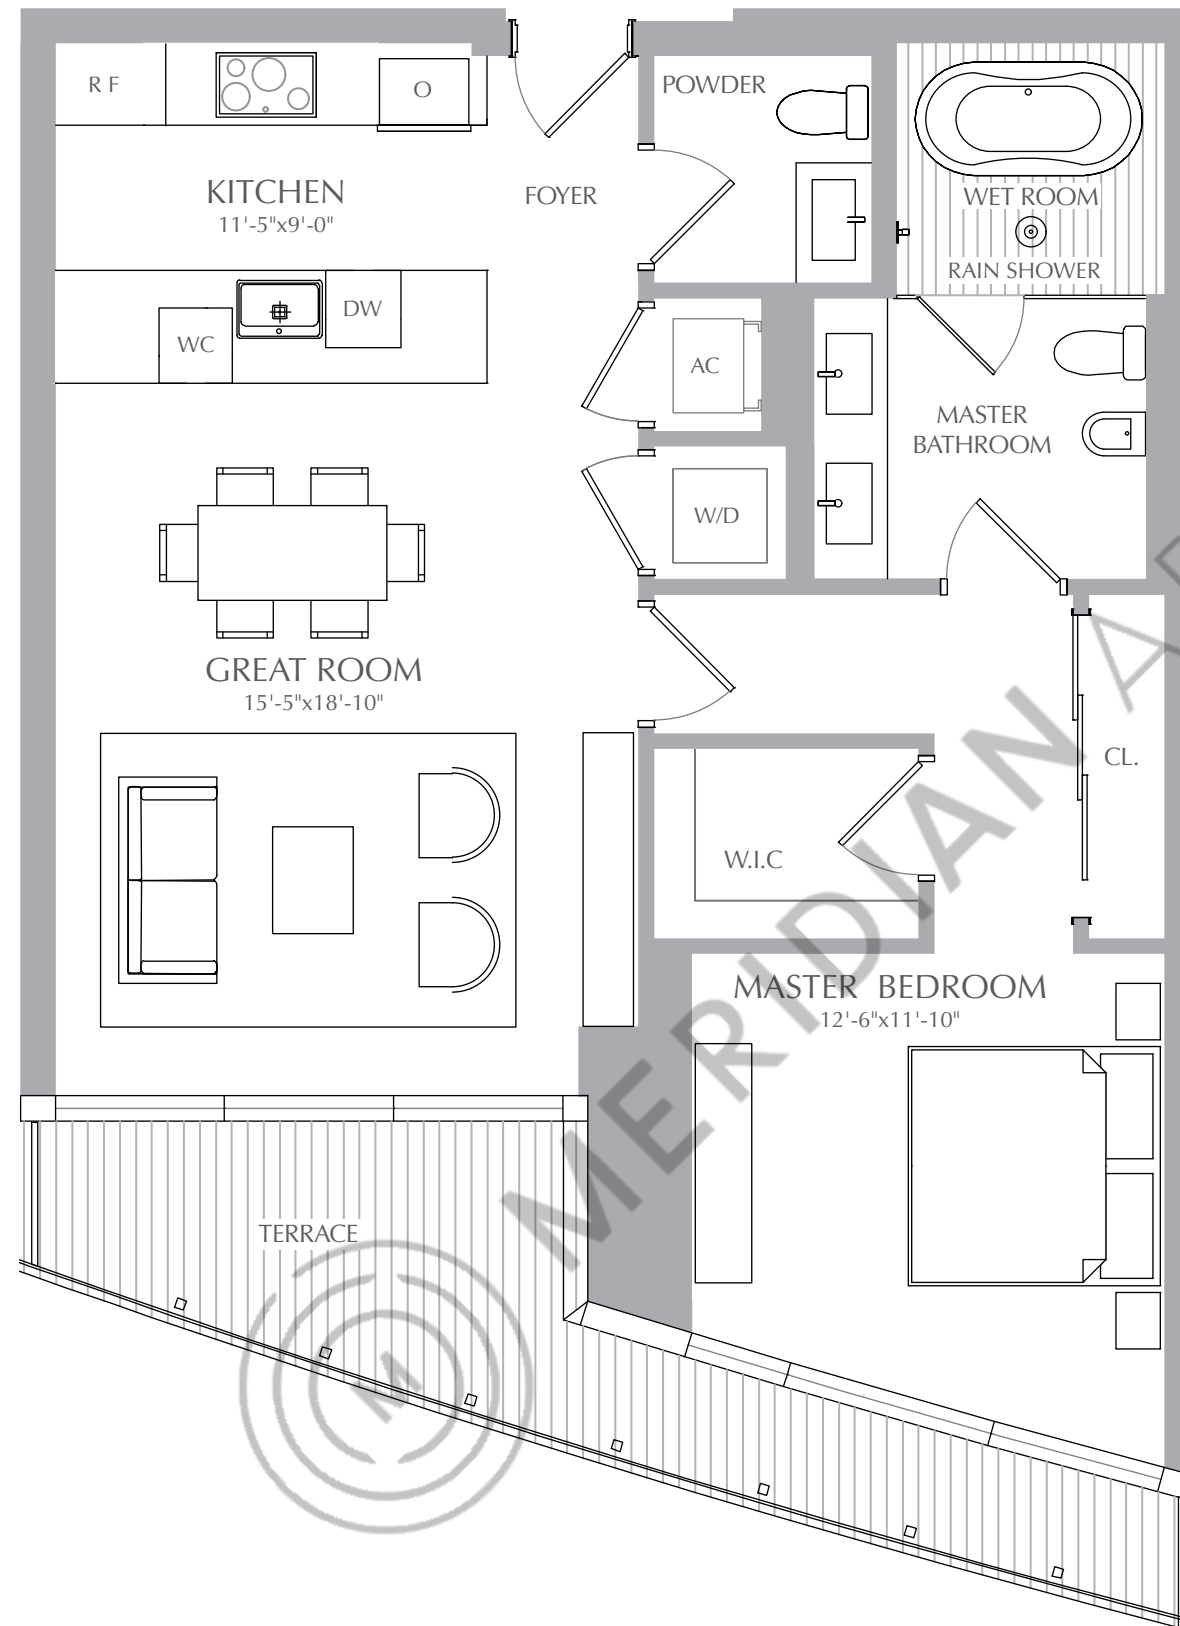 R F
O
POWDER
KITCHEN
11'-5"x9'-0"
FOYER
WET ROOM
RAIN SHOWER
WC
DW
AC
MASTER
BATHROOM
W/D
GREAT ROOM
15'-5"x18'-10"
CL.
W.I.C
MASTER BEDROOM
12'-6"x11'-10"
TERRACE
MERIDIAN
M